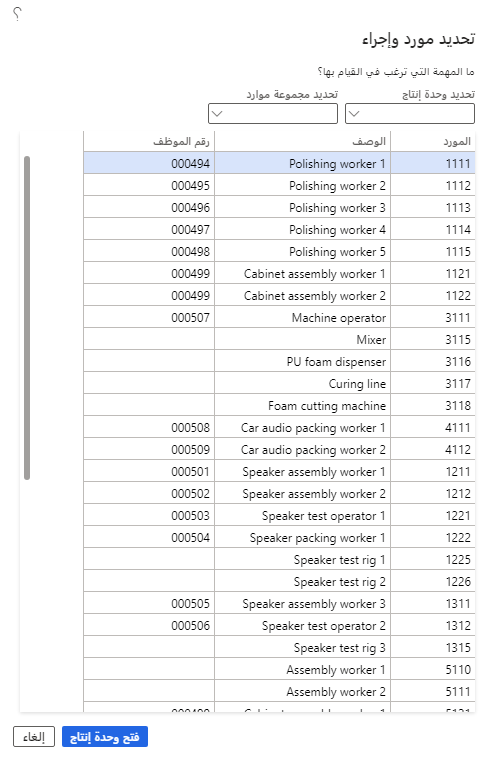 ؟
تحديد مورد وإجراء
ما المهمة التي ترغب في القيام بها؟
تحديد وحدة إنتاج تحديد مجموعة موارد
المورد الوصف رقم الموظف
1111 Polishing worker 1 000494
1112 Polishing worker 2 000495
1113 Polishing worker 3 000496
1114 Polishing worker 4 000497
1115 Polishing worker 5 000498
1121 Cabinet assembly worker 1 000499
1122 Cabinet assembly worker 2 000499
3111 Machine operator 000507
3115 Mixer
3116 PU foam dispenser
3117 Curing line
3118 Foam cutting machine
4111 Car audio packing worker 1 000508
4112 Car audio packing worker 2 000509
1211 Speaker assembly worker 1 000501
1212 Speaker assembly worker 2 000502
1221 Speaker test operator 1 000503
1222 Speaker packing worker 1 000504
1225 Speaker test rig 1
1226 Speaker test rig 2
1311 Speaker assembly worker 3 000505
1312 Speaker test operator 2 000506
1315 Speaker test rig 3
5110 Assembly worker 1
5111 Assembly worker 2
فتح وحدة إنتاج إلغاء